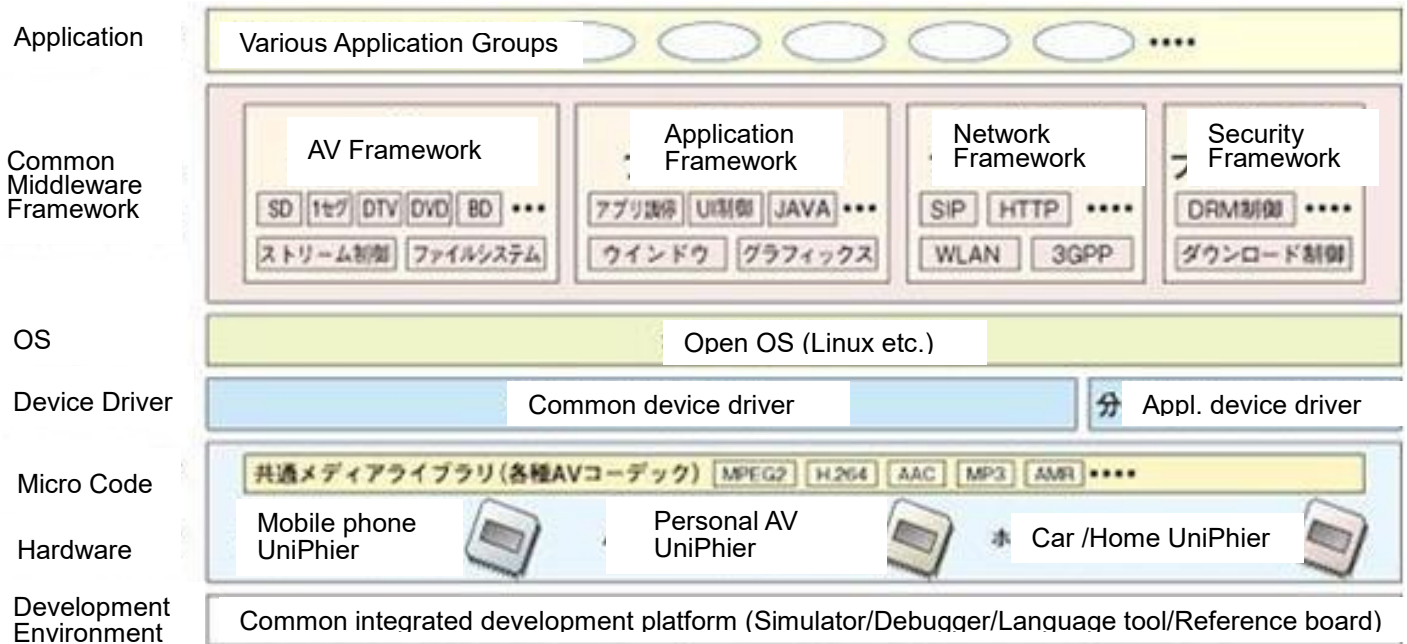 Application
Various Application Groups
••••
Common
Middleware
Framework
AV Framework
Application
Framework
Network
Framework
Security
Framework
SD 1セグ DTV DVD BD •••
アプリ調停 UI制御 JAVA •••
SIP HTTP ••••
DRM制御 ••••
ストリーム制御 ファイルシステム
ウインドウ グラフィックス
WLAN 3GPP
ダウンロード制御
OS
Open OS (Linux etc.)
Device Driver
Common device driver
分 Appl. device driver
Micro Code
共通メディアライブラリ(各種AVコーデック) MPEG2 H.264 AAC MP3 AMR ••••
Hardware
Mobile phone
UniPhier
Personal AV
UniPhier
ホ Car /Home UniPhier
Development
Environment
Common integrated development platform (Simulator/Debugger/Language tool/Reference board)